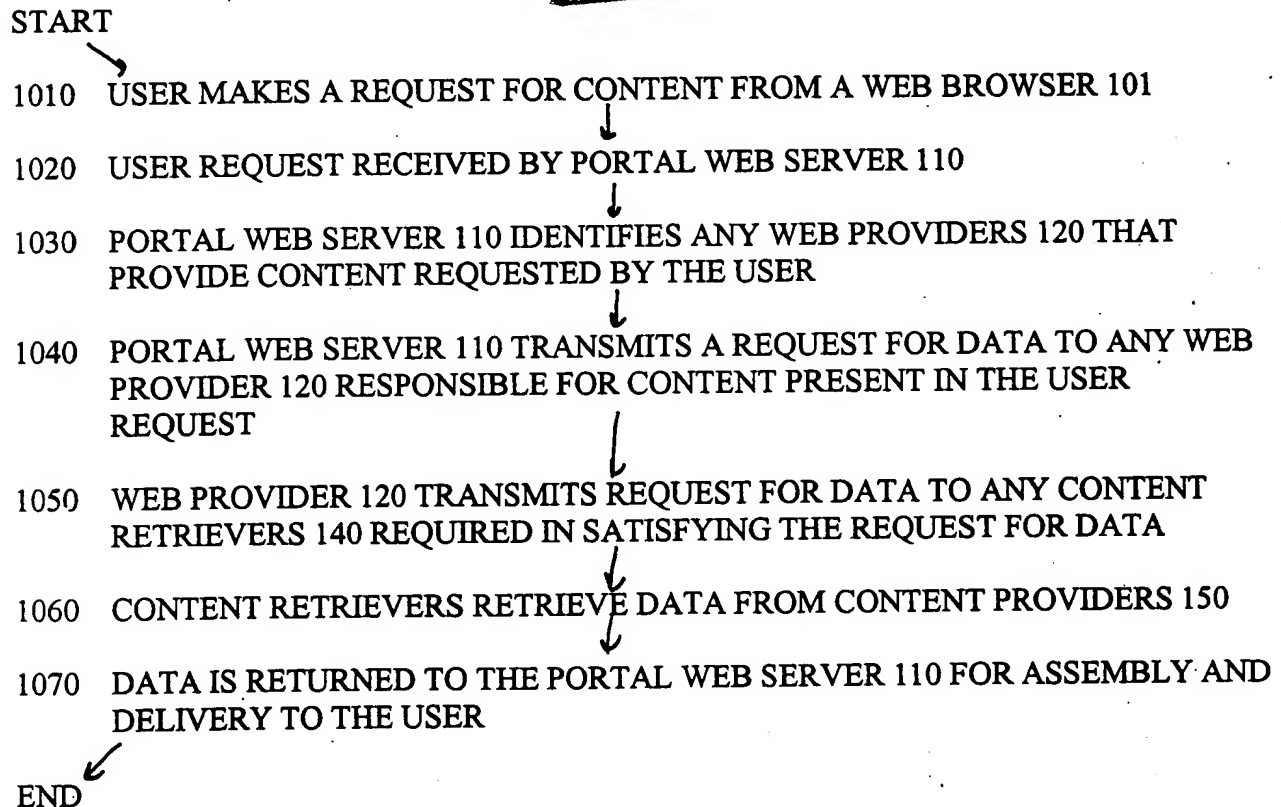 START
1010 USER MAKES A REQUEST FOR CONTENT FROM A WEB BROWSER 101
1020 USER REQUEST RECEIVED BY PORTAL WEB SERVER 110
1030 PORTAL WEB SERVER 110 IDENTIFIES ANY WEB PROVIDERS 120 THAT
PROVIDE CONTENT REQUESTED BY THE USER
1040 PORTAL WEB SERVER 110 TRANSMITS A REQUEST FOR DATA TO ANY WEB
PROVIDER 120 RESPONSIBLE FOR CONTENT PRESENT IN THE USER
REQUEST
1050 WEB PROVIDER 120 TRANSMITS REQUEST FOR DATA TO ANY CONTENT
RETRIEVERS 140 REQUIRED IN SATISFYING THE REQUEST FOR DATA
1060 CONTENT RETRIEVERS RETRIEVE DATA FROM CONTENT PROVIDERS 150
1070 DATA IS RETURNED TO THE PORTAL WEB SERVER 110 FOR ASSEMBLY AND
DELIVERY TO THE USER
END